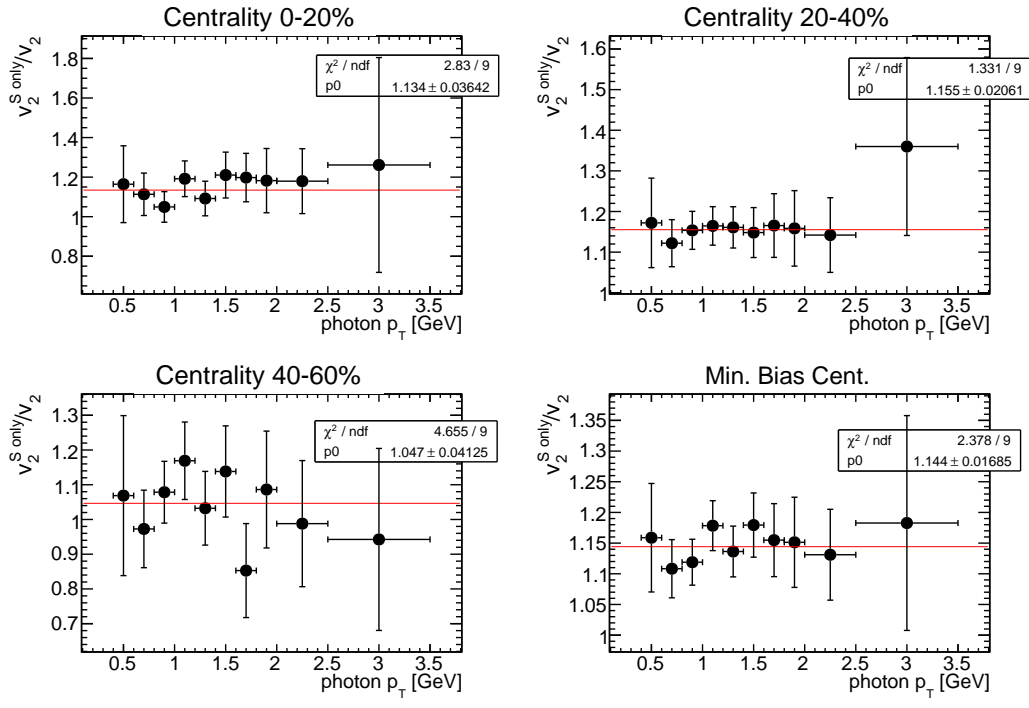 Centrality 0-20%
v₂^{S only}/v₂
χ² / ndf 2.83 / 9
p0 1.134 ± 0.03642
1.8
1.6
1.4
1.2
1
0.8
0.5 1 1.5 2 2.5 3 3.5
photon p_T [GeV]
Centrality 20-40%
v₂^{S only}/v₂
χ² / ndf 1.331 / 9
p0 1.155 ± 0.02061
1.6
1.5
1.4
1.3
1.2
1.1
1
0.5 1 1.5 2 2.5 3 3.5
photon p_T [GeV]
Centrality 40-60%
v₂^{S only}/v₂
χ² / ndf 4.655 / 9
p0 1.047 ± 0.04125
1.3
1.2
1.1
1
0.9
0.8
0.7
0.5 1 1.5 2 2.5 3 3.5
photon p_T [GeV]
Min. Bias Cent.
v₂^{S only}/v₂
χ² / ndf 2.378 / 9
p0 1.144 ± 0.01685
1.35
1.3
1.25
1.2
1.15
1.1
1.05
1
0.5 1 1.5 2 2.5 3 3.5
photon p_T [GeV]